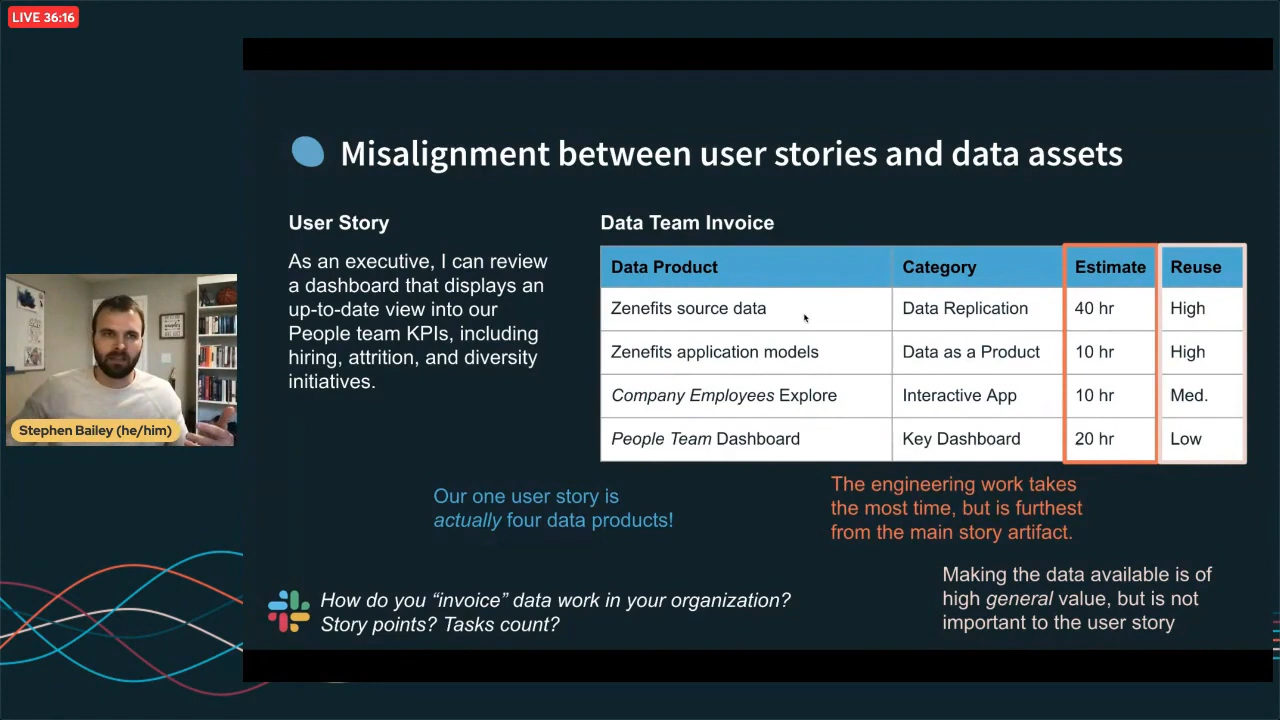 LIVE 36:16
Misalignment between user stories and data assets
User Story
As an executive, I can review
a dashboard that displays an
up-to-date view into our
People team KPIs, including
hiring, attrition, and diversity
initiatives.
Data Team Invoice
Data Product Category Estimate Reuse
Zenefits source data Data Replication 40 hr High
Zenefits application models Data as a Product 10 hr High
Company Employees Explore Interactive App 10 hr Med.
People Team Dashboard Key Dashboard 20 hr Low
Stephen Bailey (he/him)
Our one user story is
actually four data products!
The engineering work takes
the most time, but is furthest
from the main story artifact.
Making the data available is of
high general value, but is not
important to the user story
How do you “invoice” data work in your organization?
Story points? Tasks count?